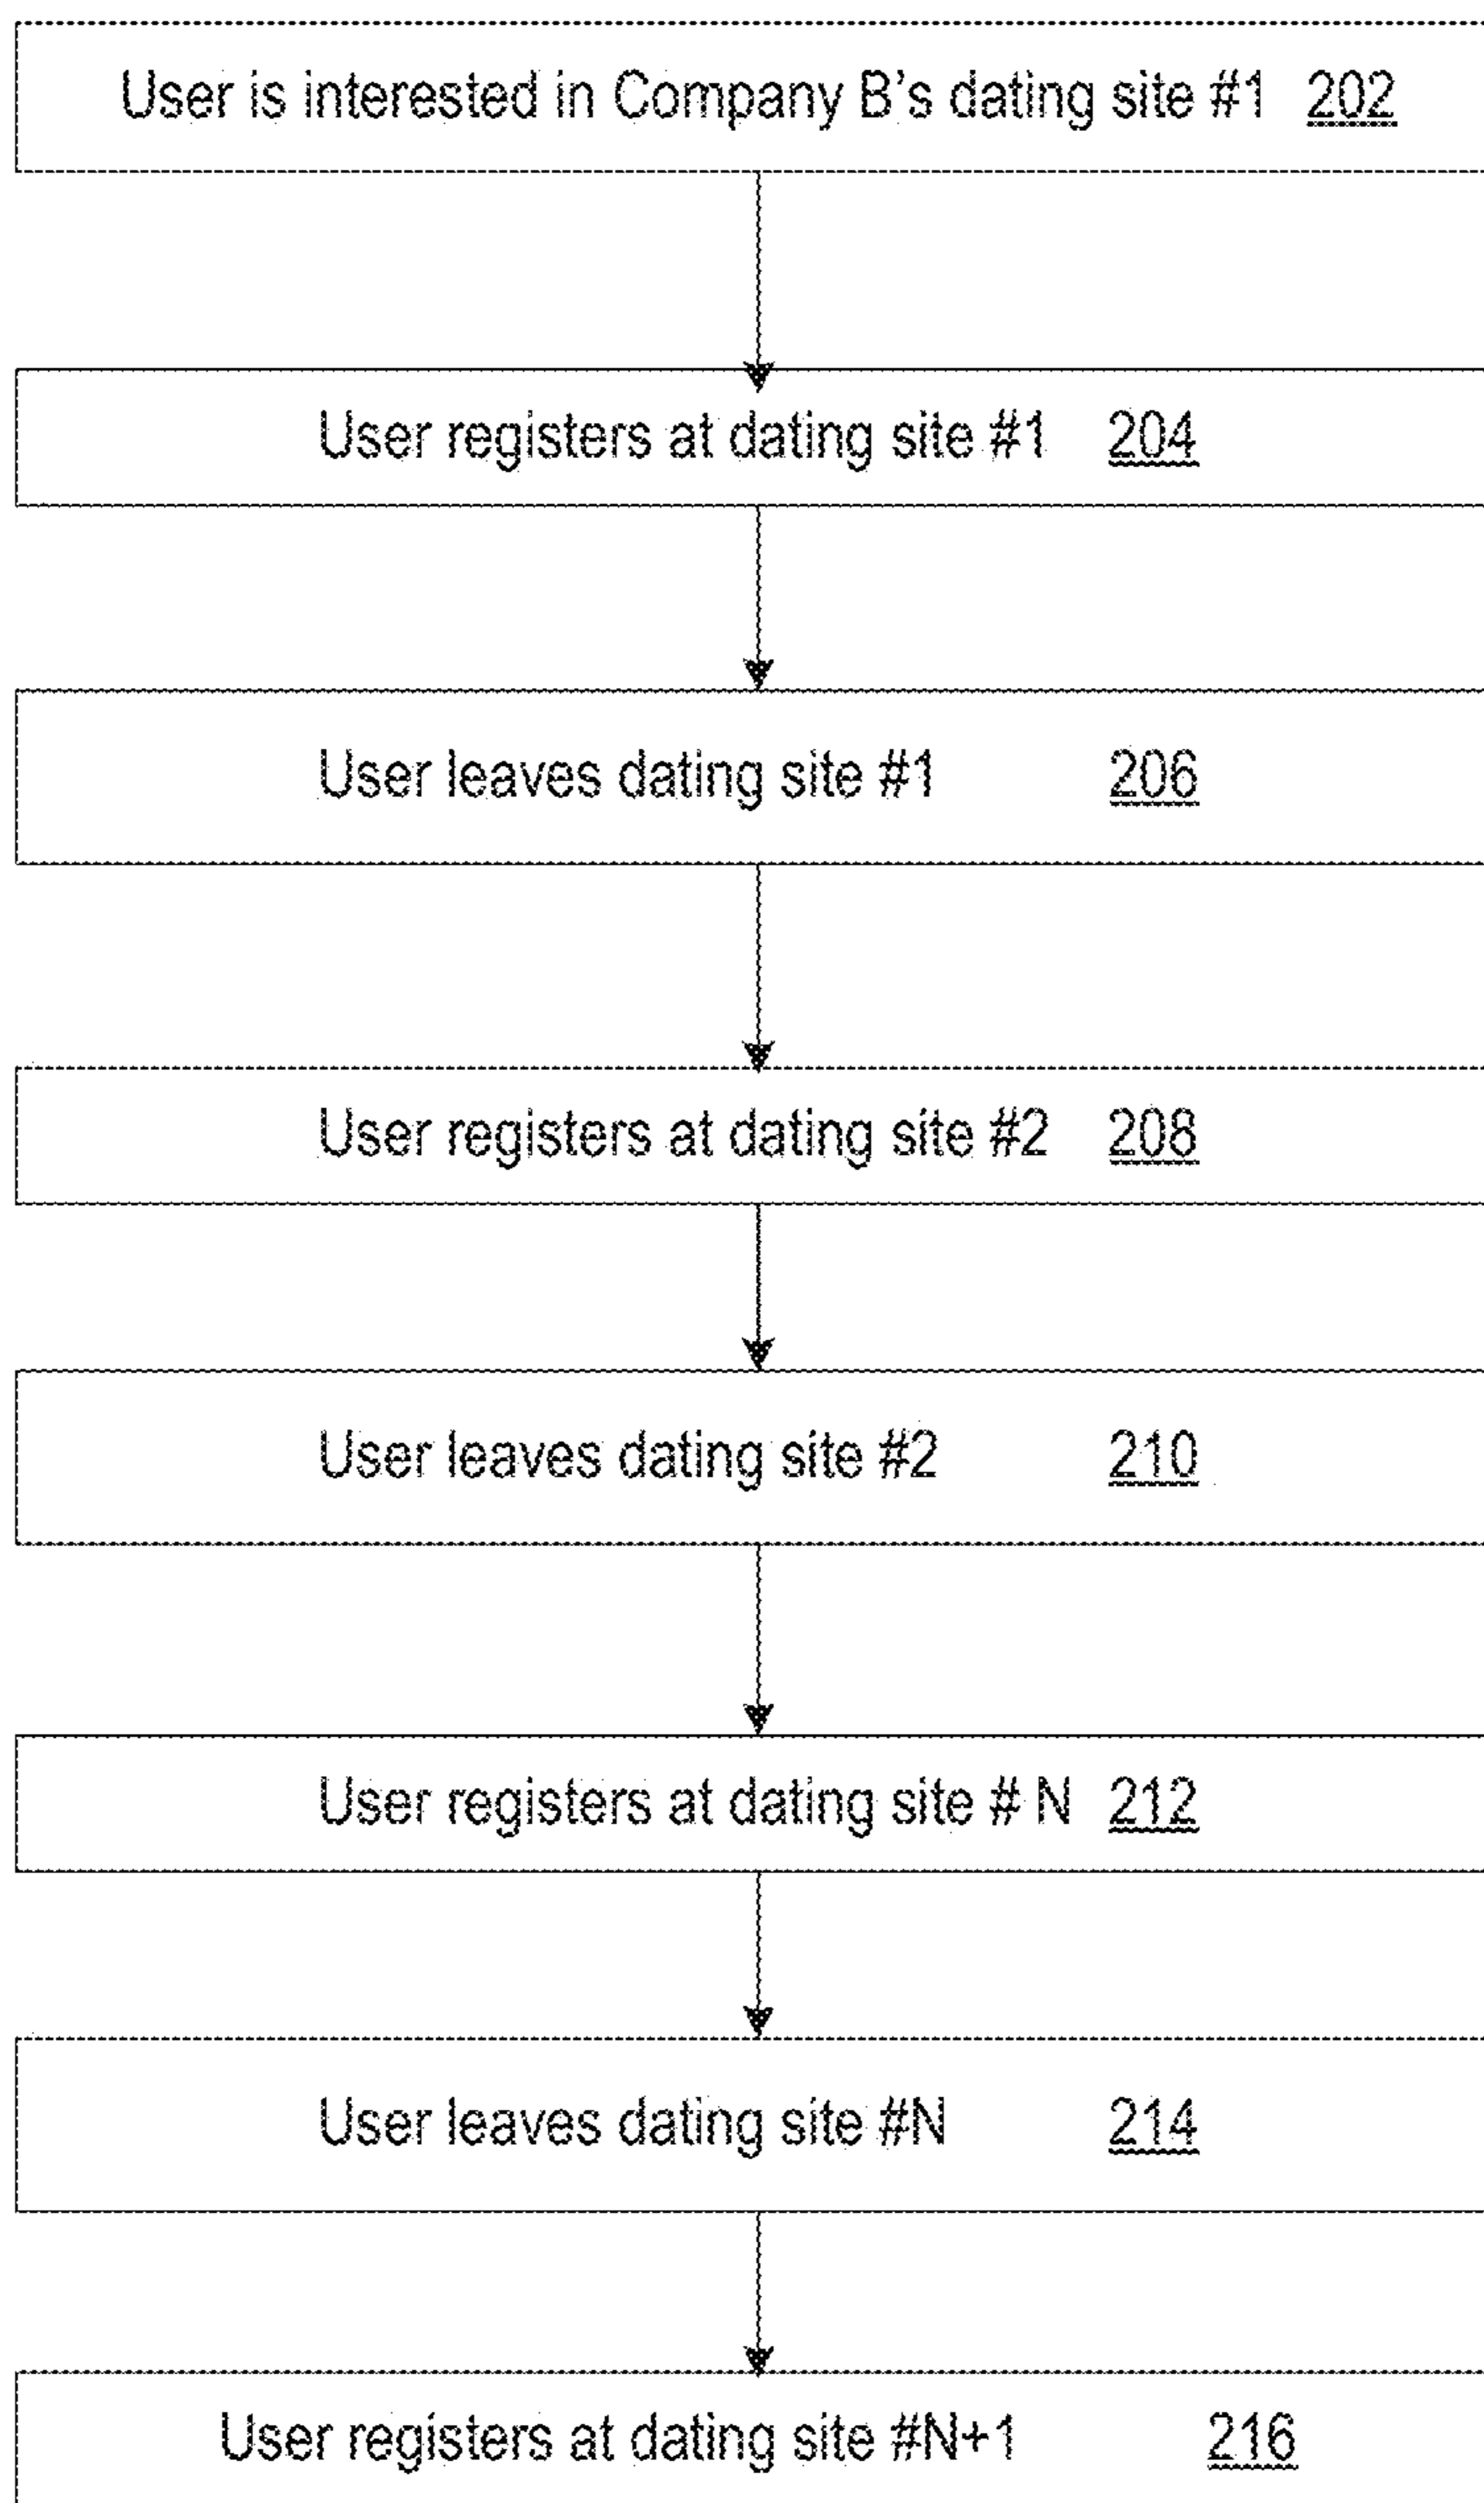 User is interested in Company B's dating site #1 202
User registers at dating site #1 204
User leaves dating site #1 206
User registers at dating site #2 208
User leaves dating site #2 210
User registers at dating site # N 212
User leaves dating site #N 214
User registers at dating site #N+1 216